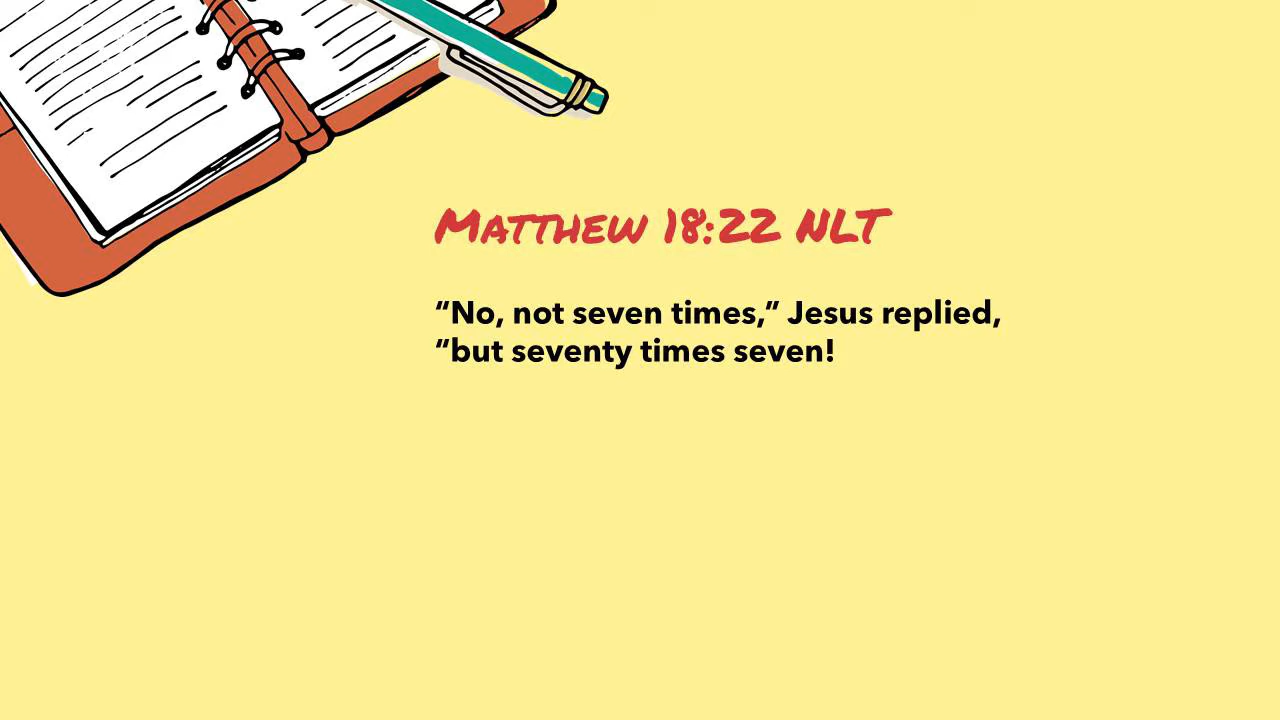 Matthew 18:22 NLT
“No, not seven times,” Jesus replied,
“but seventy times seven!